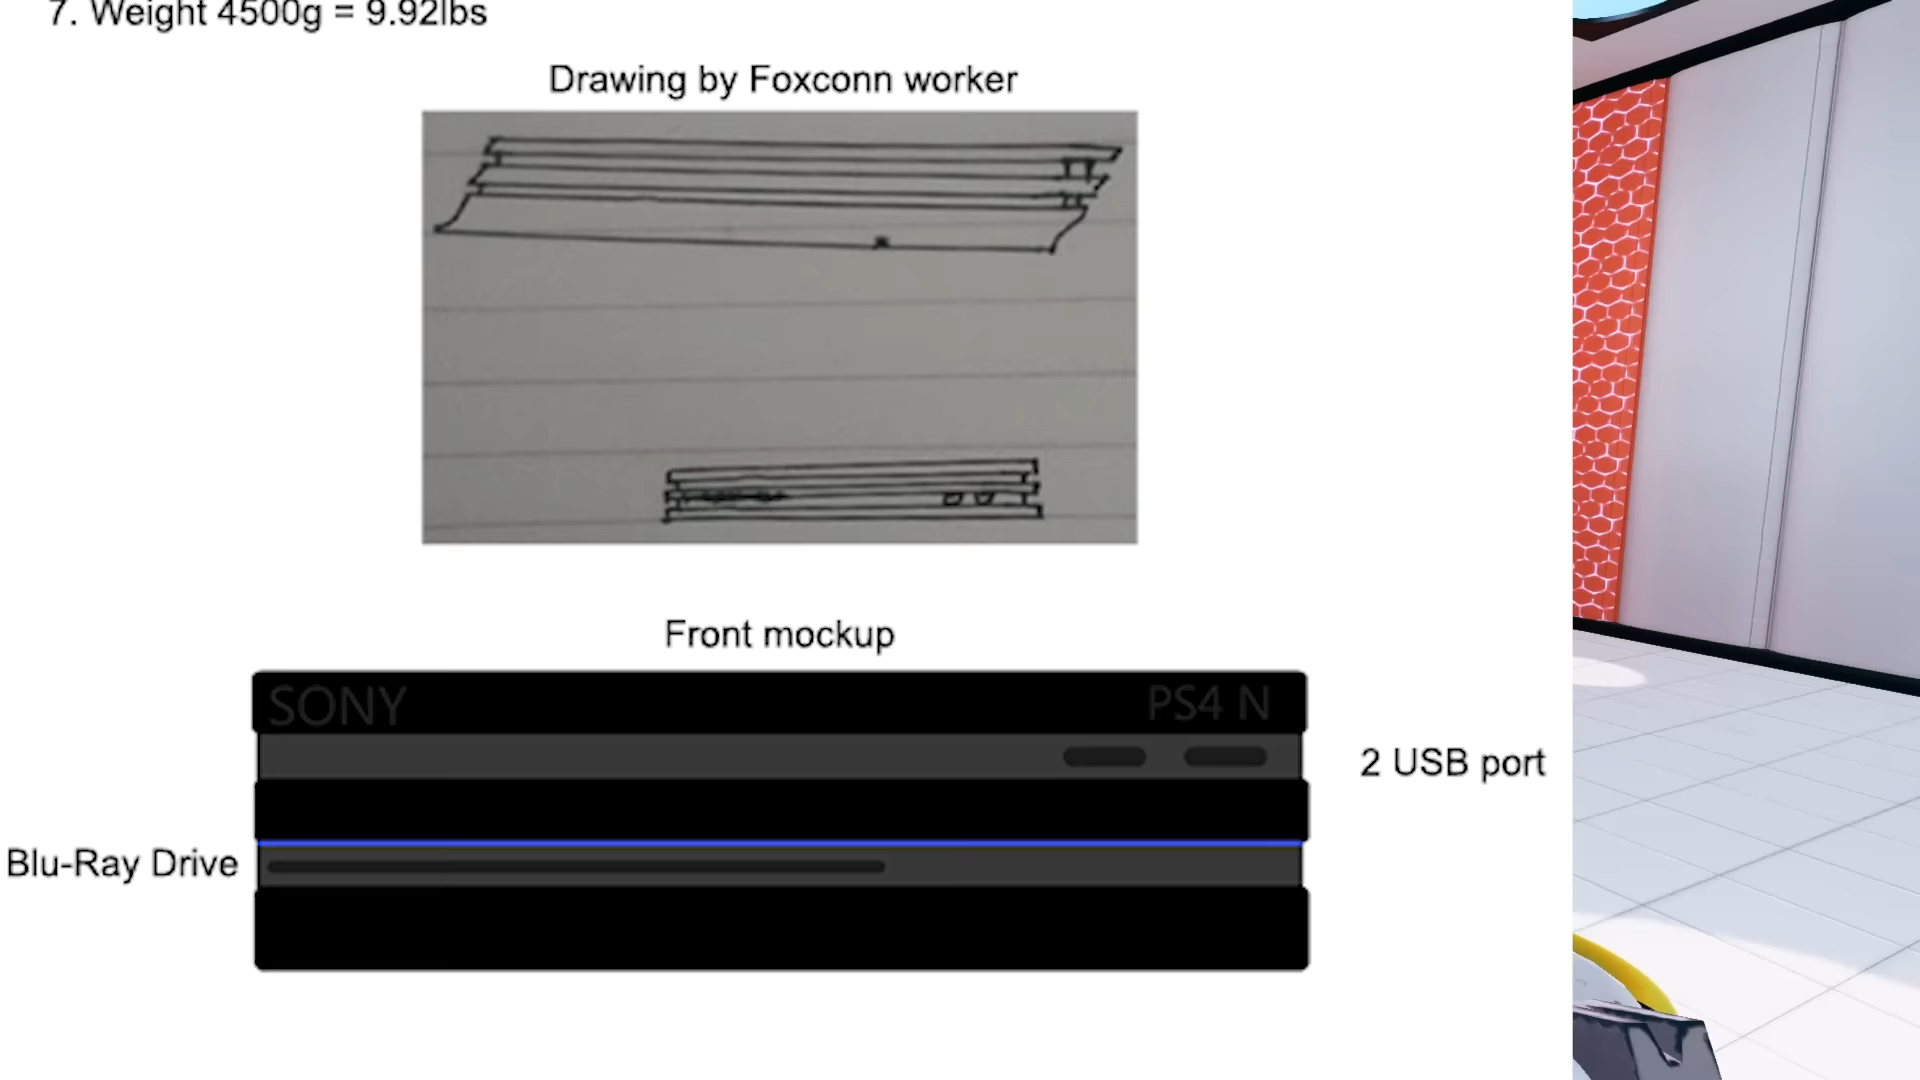 7. Weight 4500g = 9.92lbs
Drawing by Foxconn worker
Front mockup
SONY
PS4 N
2 USB port
Blu-Ray Drive